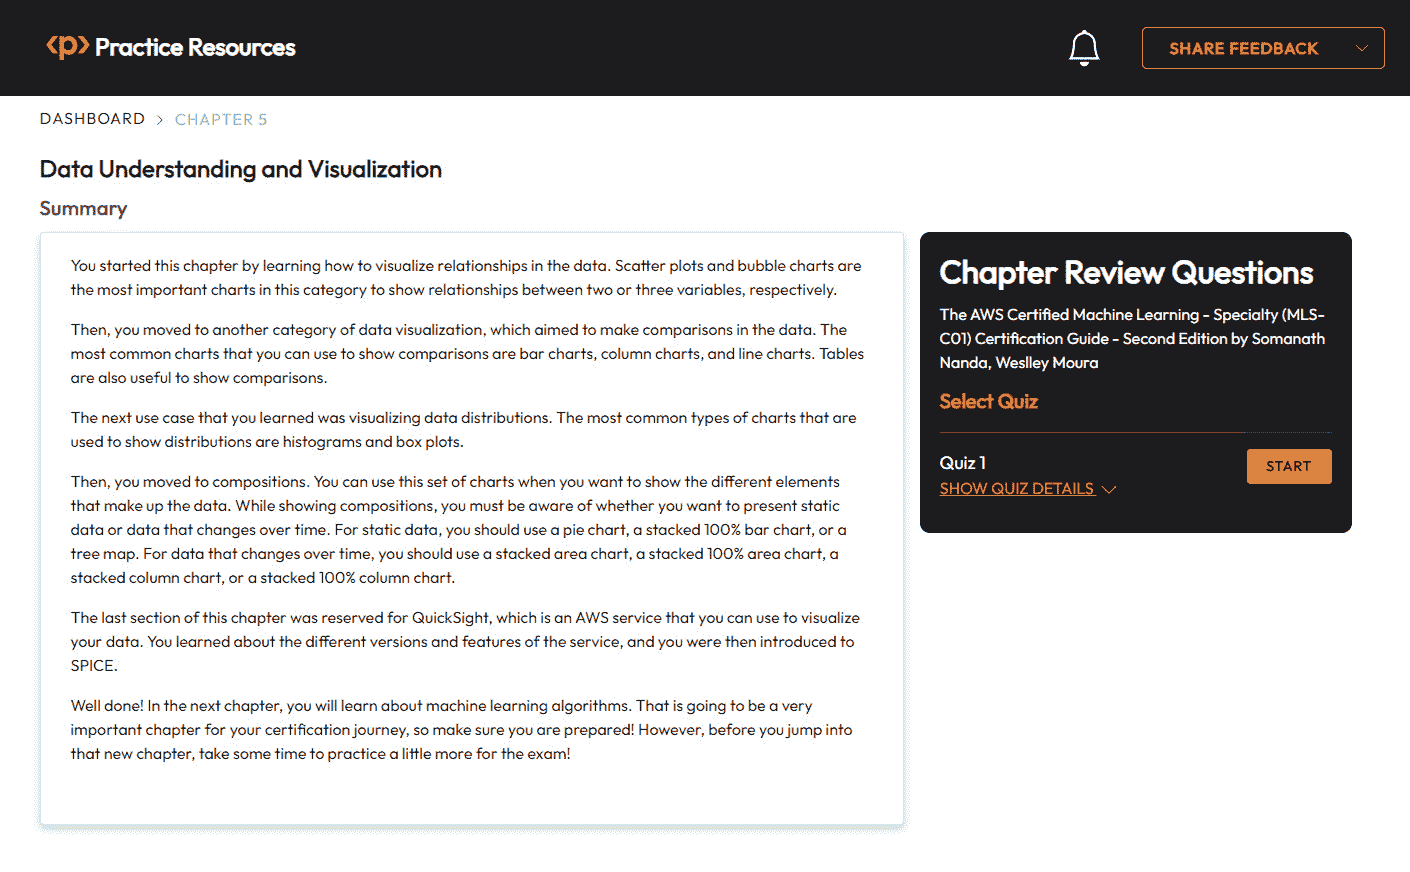 <p> Practice Resources
SHARE FEEDBACK
DASHBOARD > CHAPTER 5
Data Understanding and Visualization
Summary
You started this chapter by learning how to visualize relationships in the data. Scatter plots and bubble charts are
the most important charts in this category to show relationships between two or three variables, respectively.
Then, you moved to another category of data visualization, which aimed to make comparisons in the data. The
most common charts that you can use to show comparisons are bar charts, column charts, and line charts. Tables
are also useful to show comparisons.
The next use case that you learned was visualizing data distributions. The most common types of charts that are
used to show distributions are histograms and box plots.
Then, you moved to compositions. You can use this set of charts when you want to show the different elements
that make up the data. While showing compositions, you must be aware of whether you want to present static
data or data that changes over time. For static data, you should use a pie chart, a stacked 100% bar chart, or a
tree map. For data that changes over time, you should use a stacked area chart, a stacked 100% area chart, a
stacked column chart, or a stacked 100% column chart.
The last section of this chapter was reserved for QuickSight, which is an AWS service that you can use to visualize
your data. You learned about the different versions and features of the service, and you were then introduced to
SPICE.
Well done! In the next chapter, you will learn about machine learning algorithms. That is going to be a very
important chapter for your certification journey, so make sure you are prepared! However, before you jump into
that new chapter, take some time to practice a little more for the exam!
Chapter Review Questions
The AWS Certified Machine Learning - Specialty (MLS-
C01) Certification Guide - Second Edition by Somanath
Nanda, Weslley Moura
Select Quiz
Quiz 1
START
SHOW QUIZ DETAILS